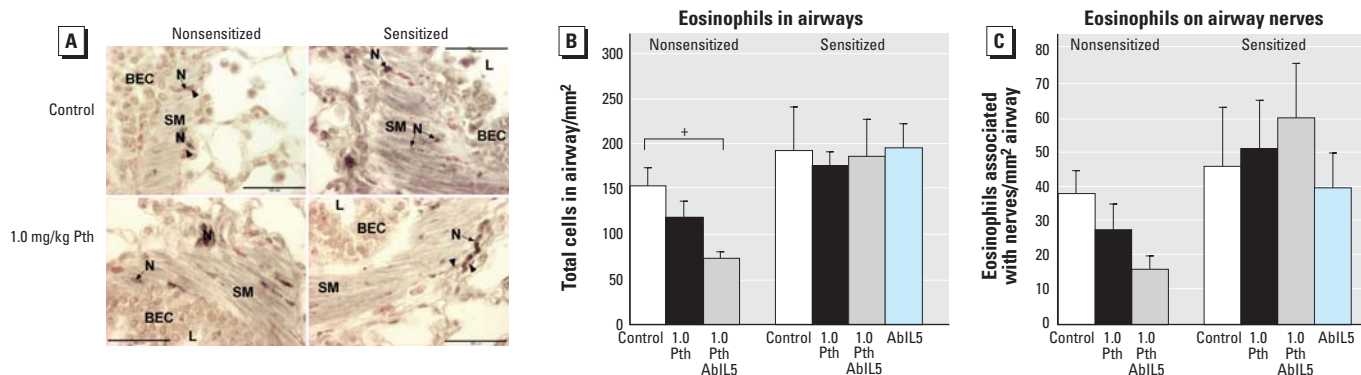 A
Nonsensitized
Sensitized
Control
1.0 mg/kg Pth
N
BEC
SM
N
N
L
SM
N
BEC
N
N
SM
BEC
L
L
BEC
N
SM
Eosinophils in airways
B
Nonsensitized
Sensitized
Total cells in airway/mm²
300
250
200
150
100
50
0
+
Control
1.0 Pth
1.0 Pth AbIL5
Control
1.0 Pth
1.0 Pth AbIL5
AbIL5
Eosinophils on airway nerves
C
Nonsensitized
Sensitized
Eosinophils associated
with nerves/mm² airway
80
70
60
50
40
30
20
10
0
Control
1.0 Pth
1.0 Pth AbIL5
Control
1.0 Pth
1.0 Pth AbIL5
AbIL5